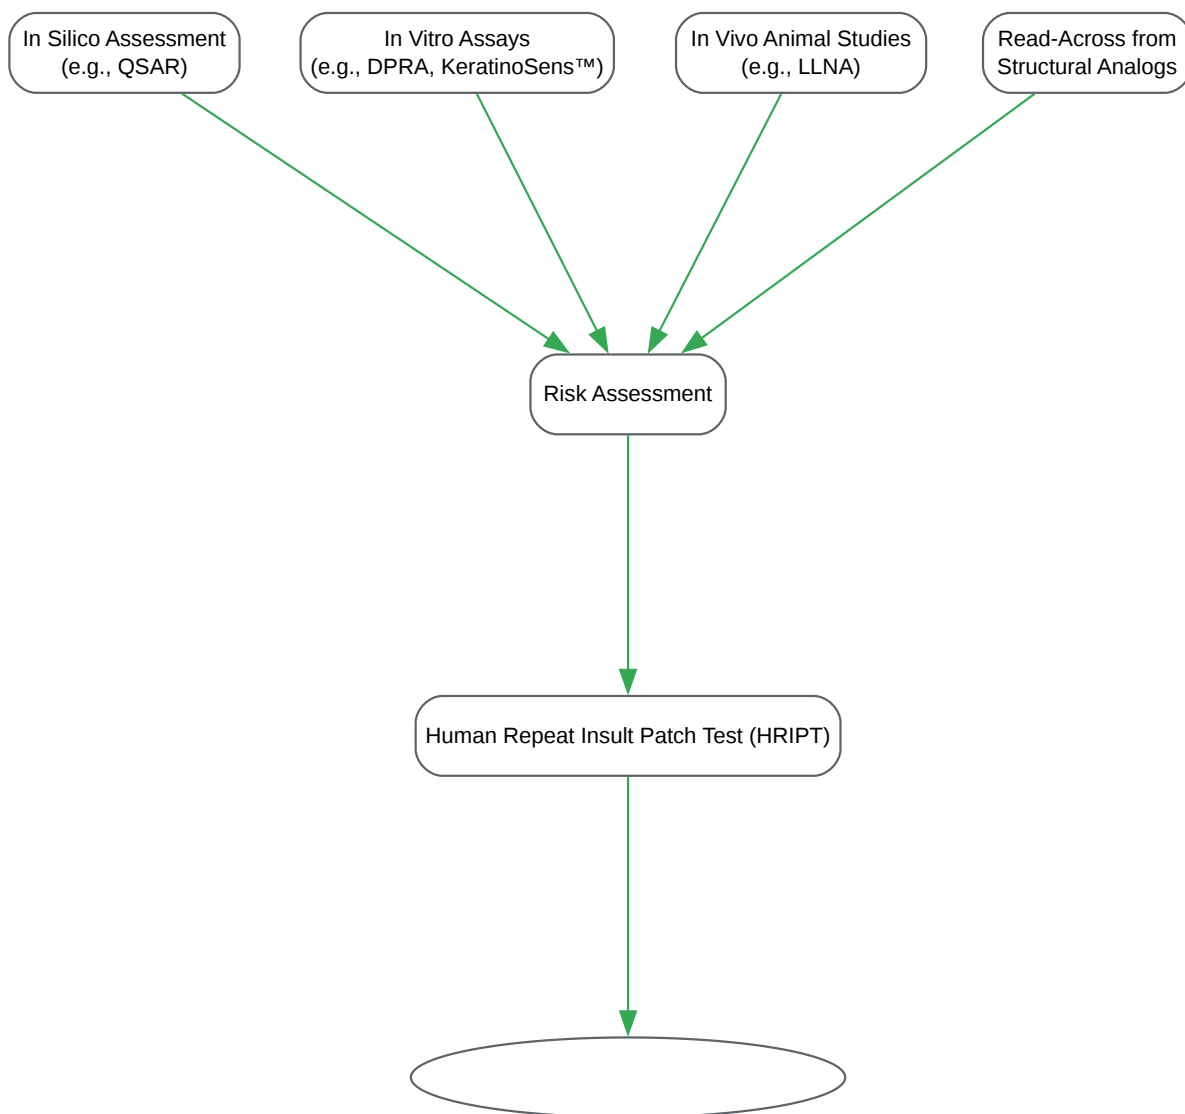 In Silico Assessment
(e.g., QSAR)
In Vitro Assays
(e.g., DPRA, KeratinoSens™)
In Vivo Animal Studies
(e.g., LLNA)
Read-Across from
Structural Analogs
Risk Assessment
Human Repeat Insult Patch Test (HRIPT)